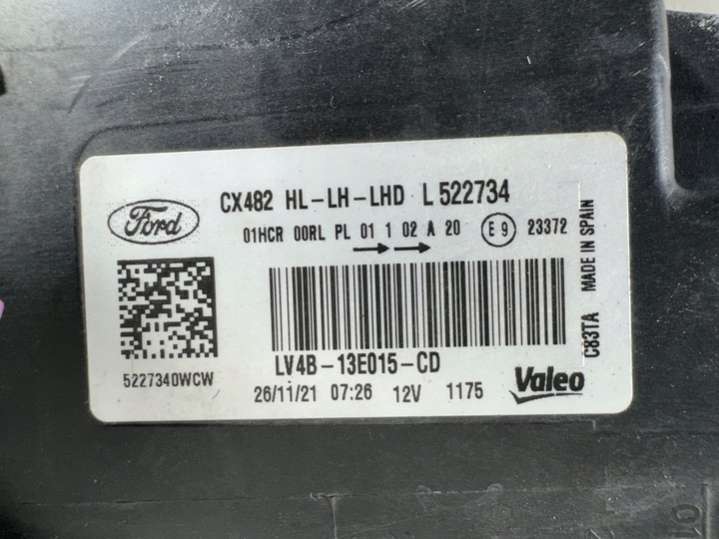 Ford
CX482 HL-LH-LHD L 522734
01HCR 00RL PL 01 1 02 A 20 E 9 23372
MADE IN SPAIN
C83TA
5227340WCW
LV4B-13E015-CD
26/11/21 07:26 12V 1175
Valeo